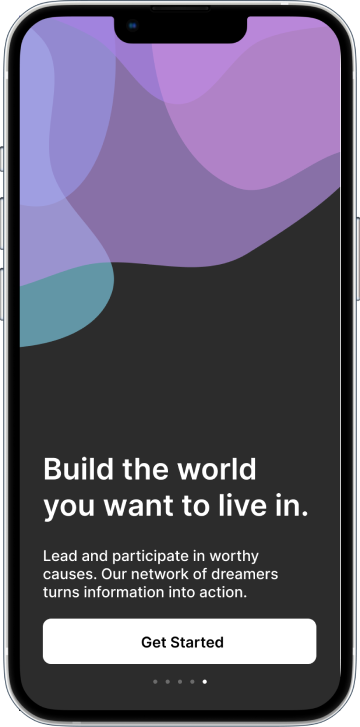 Build the world
you want to live in.
Lead and participate in worthy
causes. Our network of dreamers
turns information into action.
Get Started